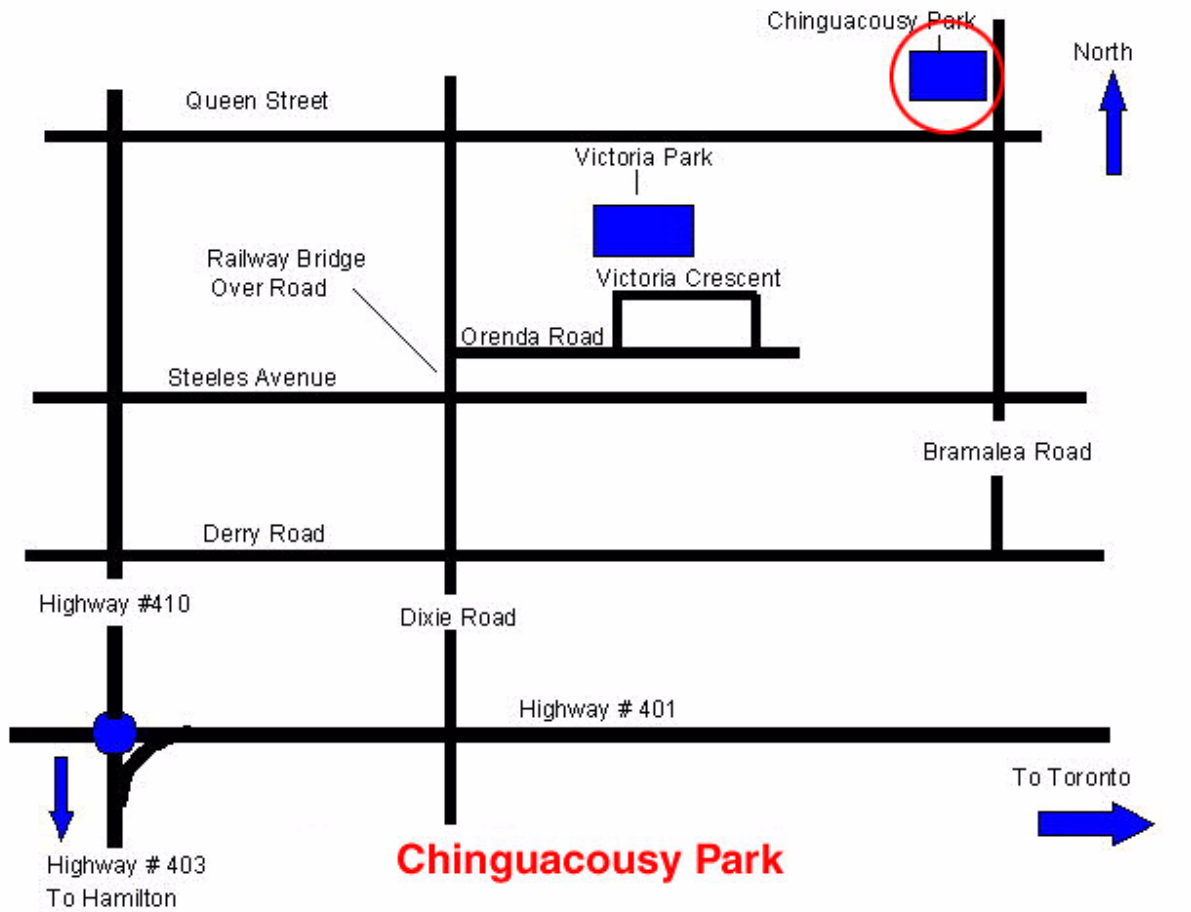 Chinguacousy Park
North
Queen Street
Victoria Park
Railway Bridge
Over Road
Victoria Crescent
Orenda Road
Steeles Avenue
Bramalea Road
Derry Road
Highway #410
Dixie Road
Highway # 401
To Toronto
Chinguacousy Park
Highway # 403
To Hamilton